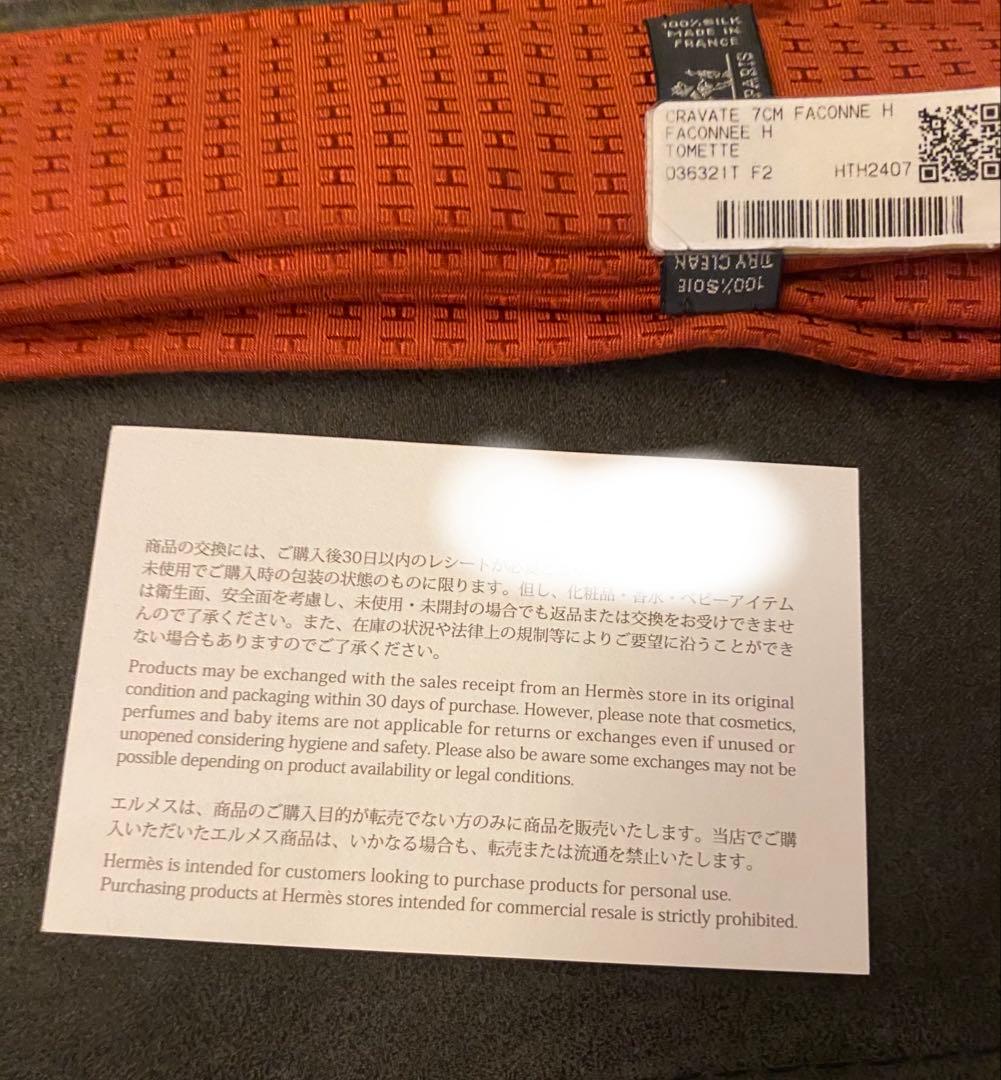 100% SILK
MADE IN
FRANCE
PARIS
CRAVATE 7CM FACONNE H
FACONNEE H
TOMETTE
036321T F2 HTH2407
DRY CLEAN
100% SOIE
商品の交換には、ご購入後30日以内のレシートが
未使用でご購入時の包装の状態のものに限ります。但し、化粧品・香水・ベビーアイテム
は衛生面、安全面を考慮し、未使用・未開封の場合でも返品または交換をお受けできませ
んので了承ください。また、在庫の状況や法律上の規制等によりご要望に沿うことができ
ない場合もありますのでご了承ください。
Products may be exchanged with the sales receipt from an Hermès store in its original
condition and packaging within 30 days of purchase. However, please note that cosmetics,
perfumes and baby items are not applicable for returns or exchanges even if unused or
unopened considering hygiene and safety. Please also be aware some exchanges may not be
possible depending on product availability or legal conditions.
エルメスは、商品のご購入目的が転売でない方のみに商品を販売いたします。当店でご購
入いただいたエルメス商品は、いかなる場合も、転売または流通を禁止いたします。
Hermès is intended for customers looking to purchase products for personal use.
Purchasing products at Hermès stores intended for commercial resale is strictly prohibited.